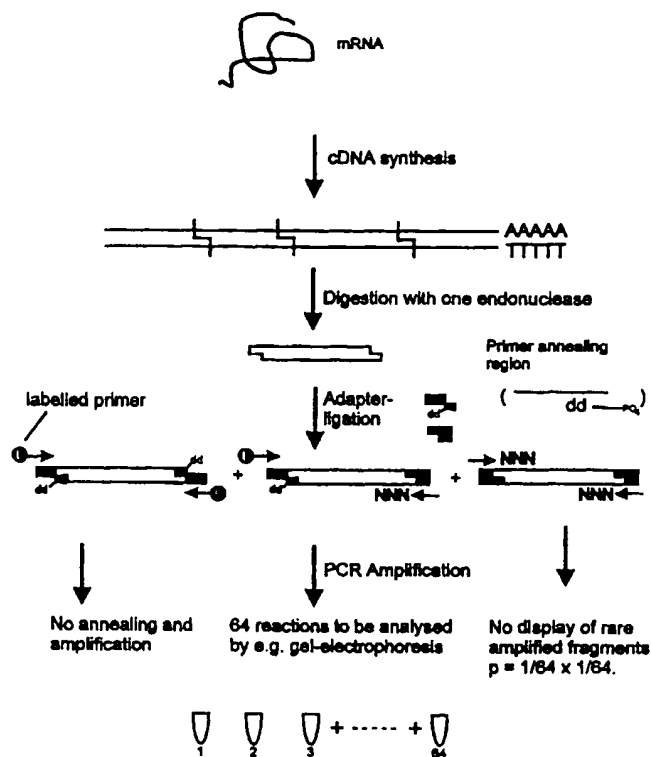 mRNA
cDNA synthesis
AAAAA
TTTTT
Digestion with one endonuclease
Primer annealing
region
labelled primer
Adapter-
ligation
dd
dd
dd
dd
L
L
dd
+
L
dd
NNN
+
NNN
NNN
PCR Amplification
No annealing and
amplification
64 reactions to be analysed
by e.g. gel-electrophoresis
No display of rare
amplified fragments
p = 1/64 x 1/64.
+ ------ +
1 2 3 64